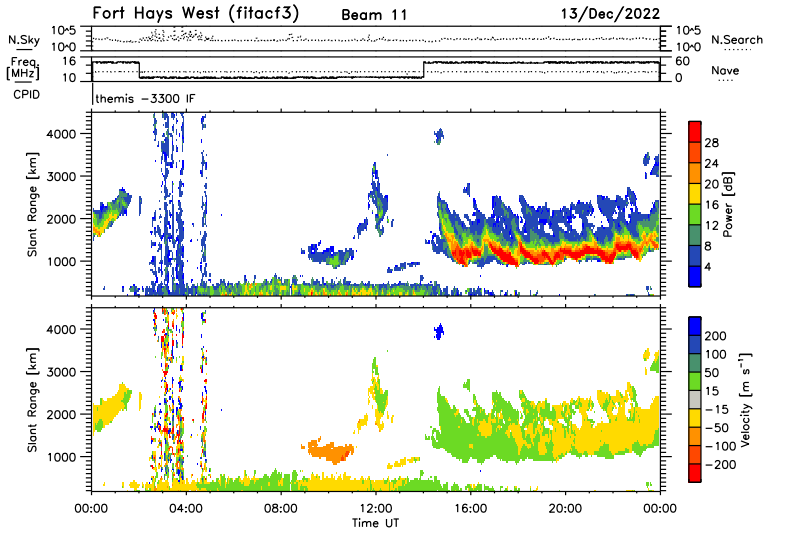 Fort Hays West (fitacf3) Beam 11 13/Dec/2022
N.Sky 10^5 10^0 10^5 10^0 N.Search
Freq. [MHz] 16 10 60 0 Nave
CPID themis -3300 IF
Slant Range [km] 4000 3000 2000 1000
Power [dB] 28 24 20 16 12 8 4
Slant Range [km] 4000 3000 2000 1000
Velocity [m s⁻¹] 200 100 50 15 -15 -50 -100 -200
00:00 04:00 08:00 12:00 16:00 20:00 00:00
Time UT